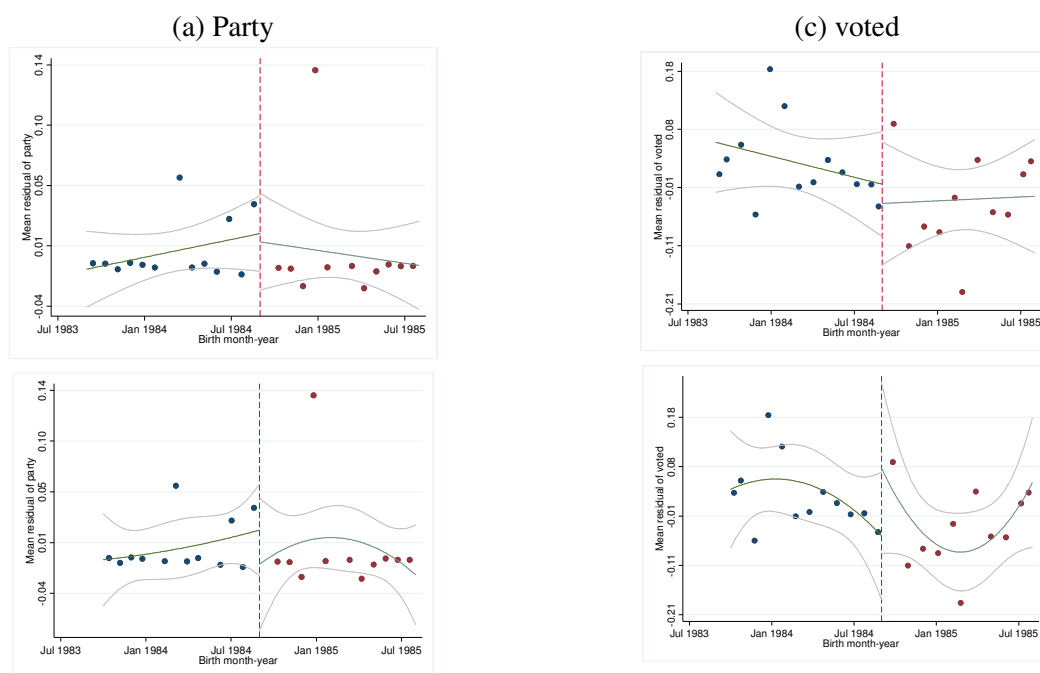 (a) Party
Mean residual of party
0.14
0.10
0.05
0.01
-0.04
Jul 1983
Jan 1984
Jul 1984
Jan 1985
Jul 1985
Birth month-year
(c) voted
Mean residual of voted
0.18
0.08
-0.01
-0.11
-0.21
Jul 1983
Jan 1984
Jul 1984
Jan 1985
Jul 1985
Birth month-year
Mean residual of party
0.14
0.10
0.05
0.01
-0.04
Jul 1983
Jan 1984
Jul 1984
Jan 1985
Jul 1985
Birth month-year
Mean residual of voted
0.18
0.08
-0.01
-0.11
-0.21
Jul 1983
Jan 1984
Jul 1984
Jan 1985
Jul 1985
Birth month-year